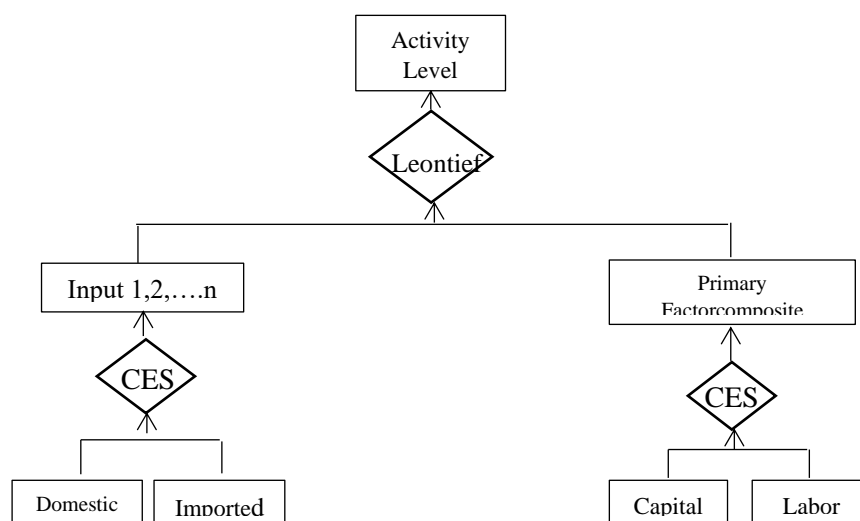 Activity
Level
Leontief
Input 1,2,….n
Primary
Factorcomposite
CES
CES
Domestic
Imported
Capital
Labor